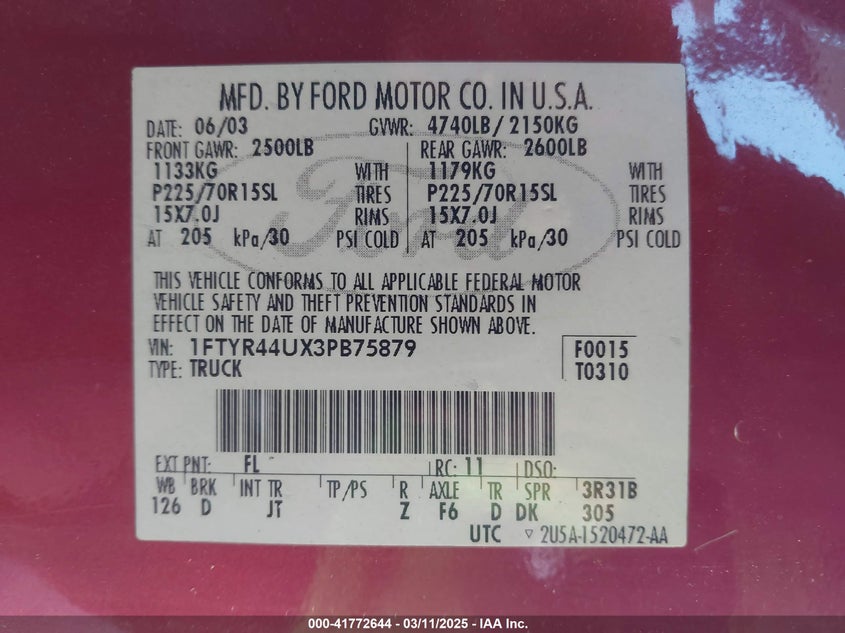 MFD. BY FORD MOTOR CO. IN U.S.A.
DATE: 06/03 GVWR: 4740LB / 2150KG
FRONT GAWR: 2500LB REAR GAWR: 2600LB
1133KG WITH 1179KG WITH
P225/70R15SL TIRES P225/70R15SL TIRES
15X7.0J RIMS 15X7.0J RIMS
AT 205 kPa/30 PSI COLD AT 205 kPa/30 PSI COLD
Ford
THIS VEHICLE CONFORMS TO ALL APPLICABLE FEDERAL MOTOR
VEHICLE SAFETY AND THEFT PREVENTION STANDARDS IN
EFFECT ON THE DATE OF MANUFACTURE SHOWN ABOVE.
VIN: 1FTYR44UX3PB75879 F0015
TYPE: TRUCK T0310
EXT PNT: FL RC: 11 DSO:
WB BRK INT TR TP/PS R AXLE TR SPR 3R31B
126 D JT Z F6 D DK 305
UTC ▿ 2U5A-1520472-AA
000-41772644 - 03/11/2025 - IAA Inc.